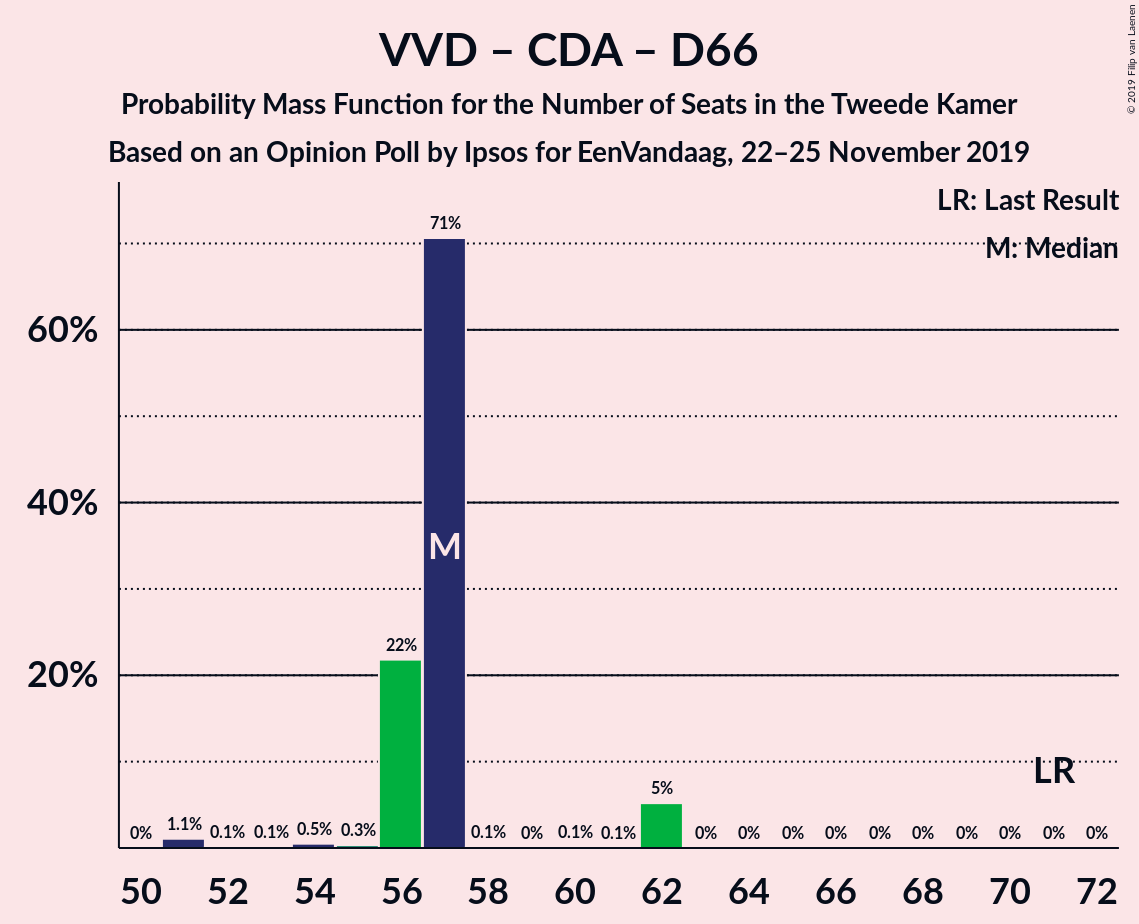 VVD – CDA – D66
Probability Mass Function for the Number of Seats in the Tweede Kamer
Based on an Opinion Poll by Ipsos for EenVandaag, 22–25 November 2019
© 2019 Filip van Laenen
LR: Last Result
M: Median
60%
40%
20%
0% 1.1% 0.1% 0.1% 0.5% 0.3% 22% 71% 0.1% 0% 0.1% 0.1% 5% 0% 0% 0% 0% 0% 0% 0% 0% 0% 0%
M
LR
50 52 54 56 58 60 62 64 66 68 70 72